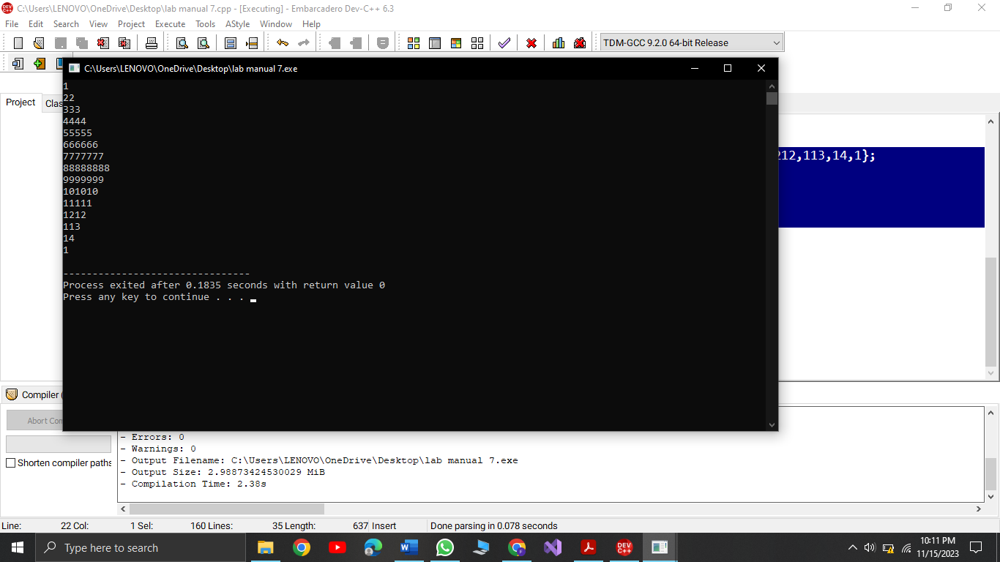 C:\Users\LENOVO\OneDrive\Desktop\lab manual 7.cpp - [Executing] - Embarcadero Dev-C++ 6.3
File Edit Search View Project Execute Tools AStyle Window Help
TDM-GCC 9.2.0 64-bit Release
C:\Users\LENOVO\OneDrive\Desktop\lab manual 7.exe
Project Clas
212,113,14,1};
1
22
333
4444
55555
666666
7777777
88888888
9999999
101010
11111
1212
113
14
1
--------------------------------
Process exited after 0.1835 seconds with return value 0
Press any key to continue . . .
Compiler (
Abort Com
Shorten compiler paths
- Errors: 0
- Warnings: 0
- Output Filename: C:\Users\LENOVO\OneDrive\Desktop\lab manual 7.exe
- Output Size: 2.98873424530029 MiB
- Compilation Time: 2.38s
Line: 22 Col: 1 Sel: 160 Lines: 35 Length: 637 Insert Done parsing in 0.078 seconds
Type here to search
10:11 PM
11/15/2023